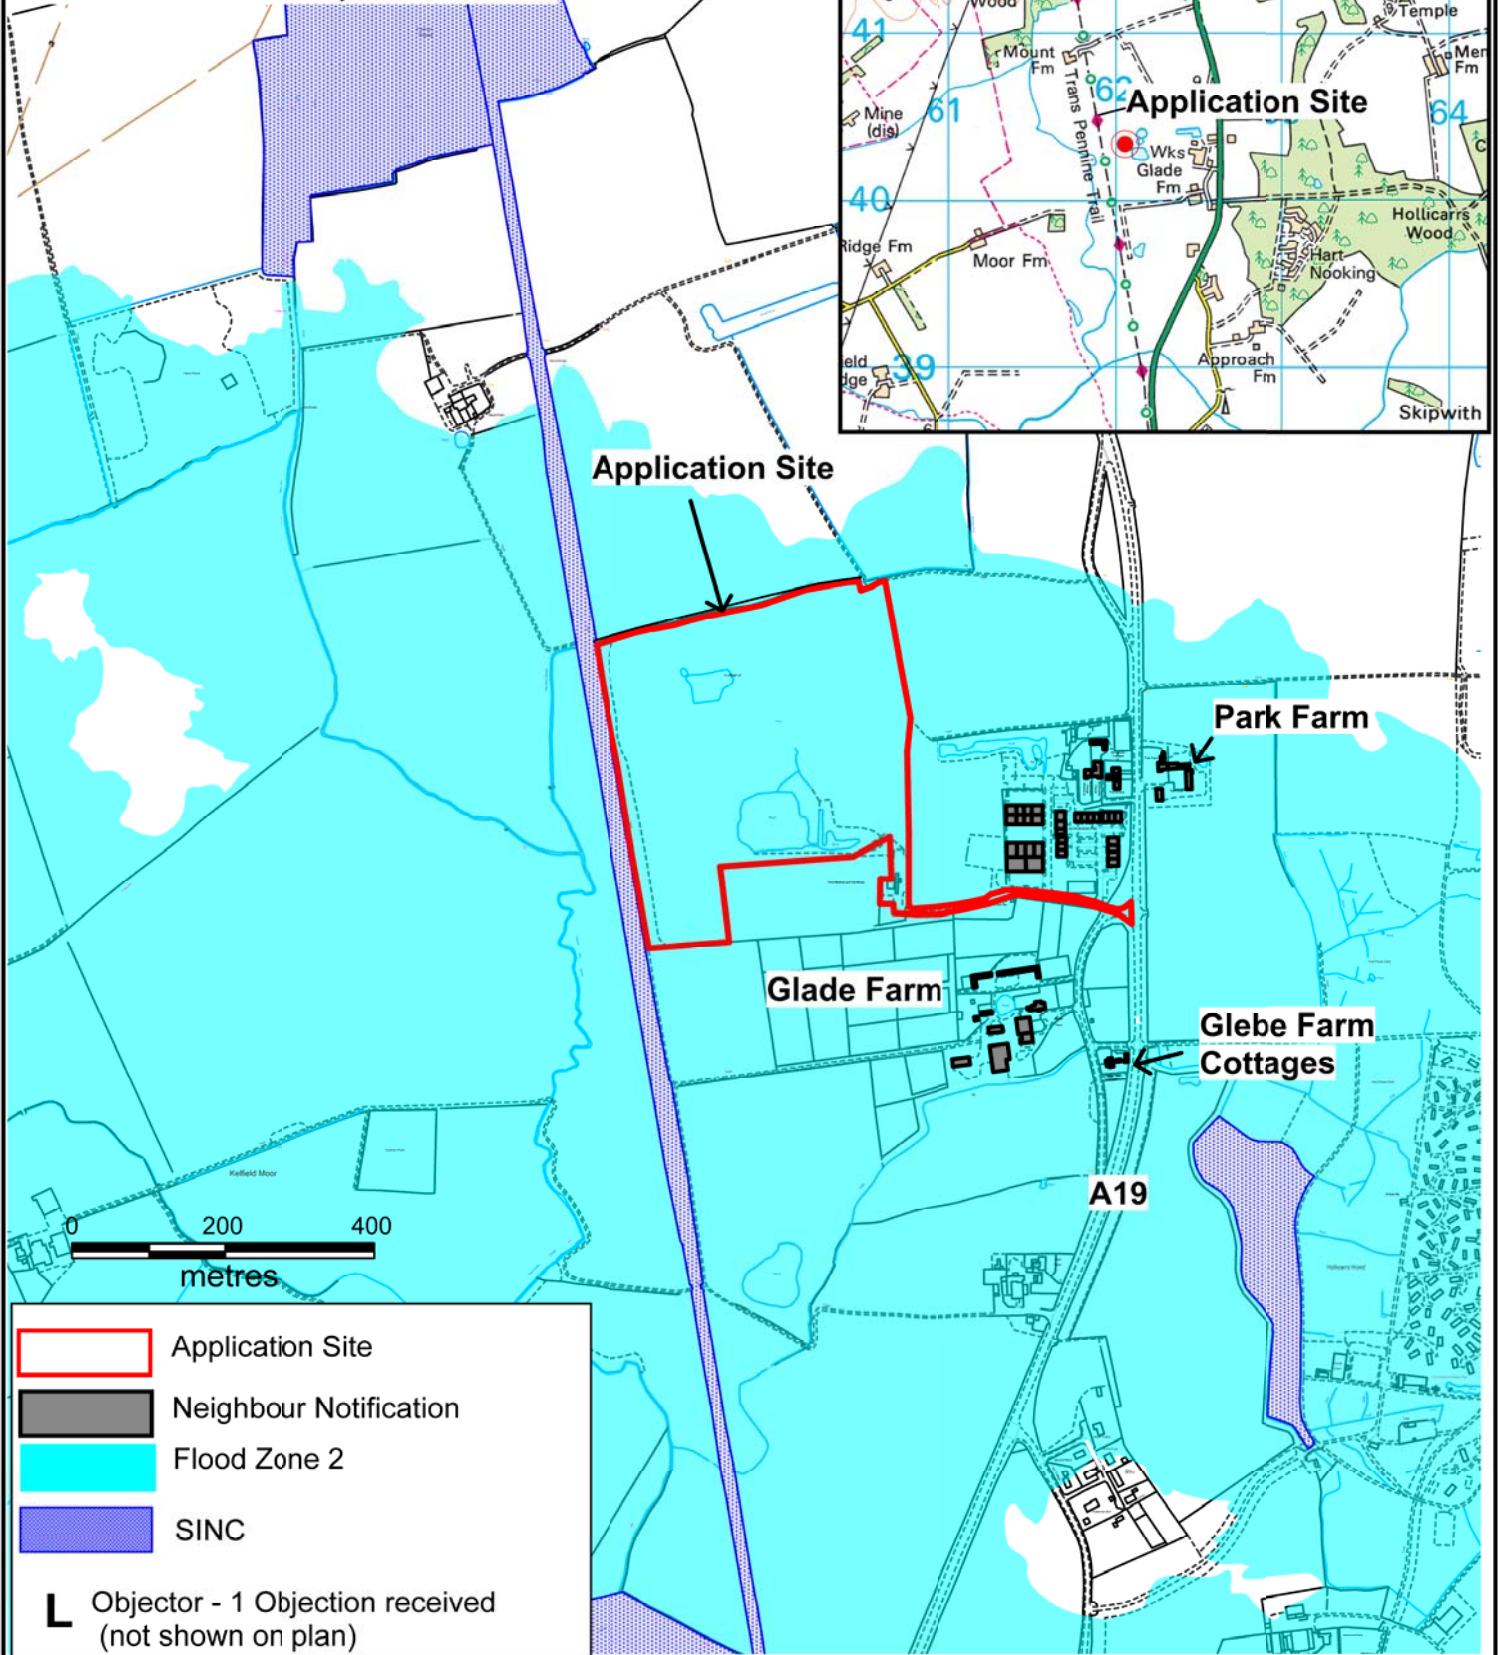 Wood
Temple
41
Mount
Fm
Fm
62
Application Site
64
Mine
(dis)
61
Trans Pennine Trail
Wks
Glade
Fm
40
Hollicarrs
Wood
Ridge Fm
Moor Fm
Hart
Nooking
39
Approach
Fm
Skipwith
Application Site
Park Farm
Glade Farm
Glebe Farm
Cottages
Kelfield Moor
A19
0 200 400
metres
Application Site
Neighbour Notification
Flood Zone 2
SINC
L Objector - 1 Objection received
(not shown on plan)